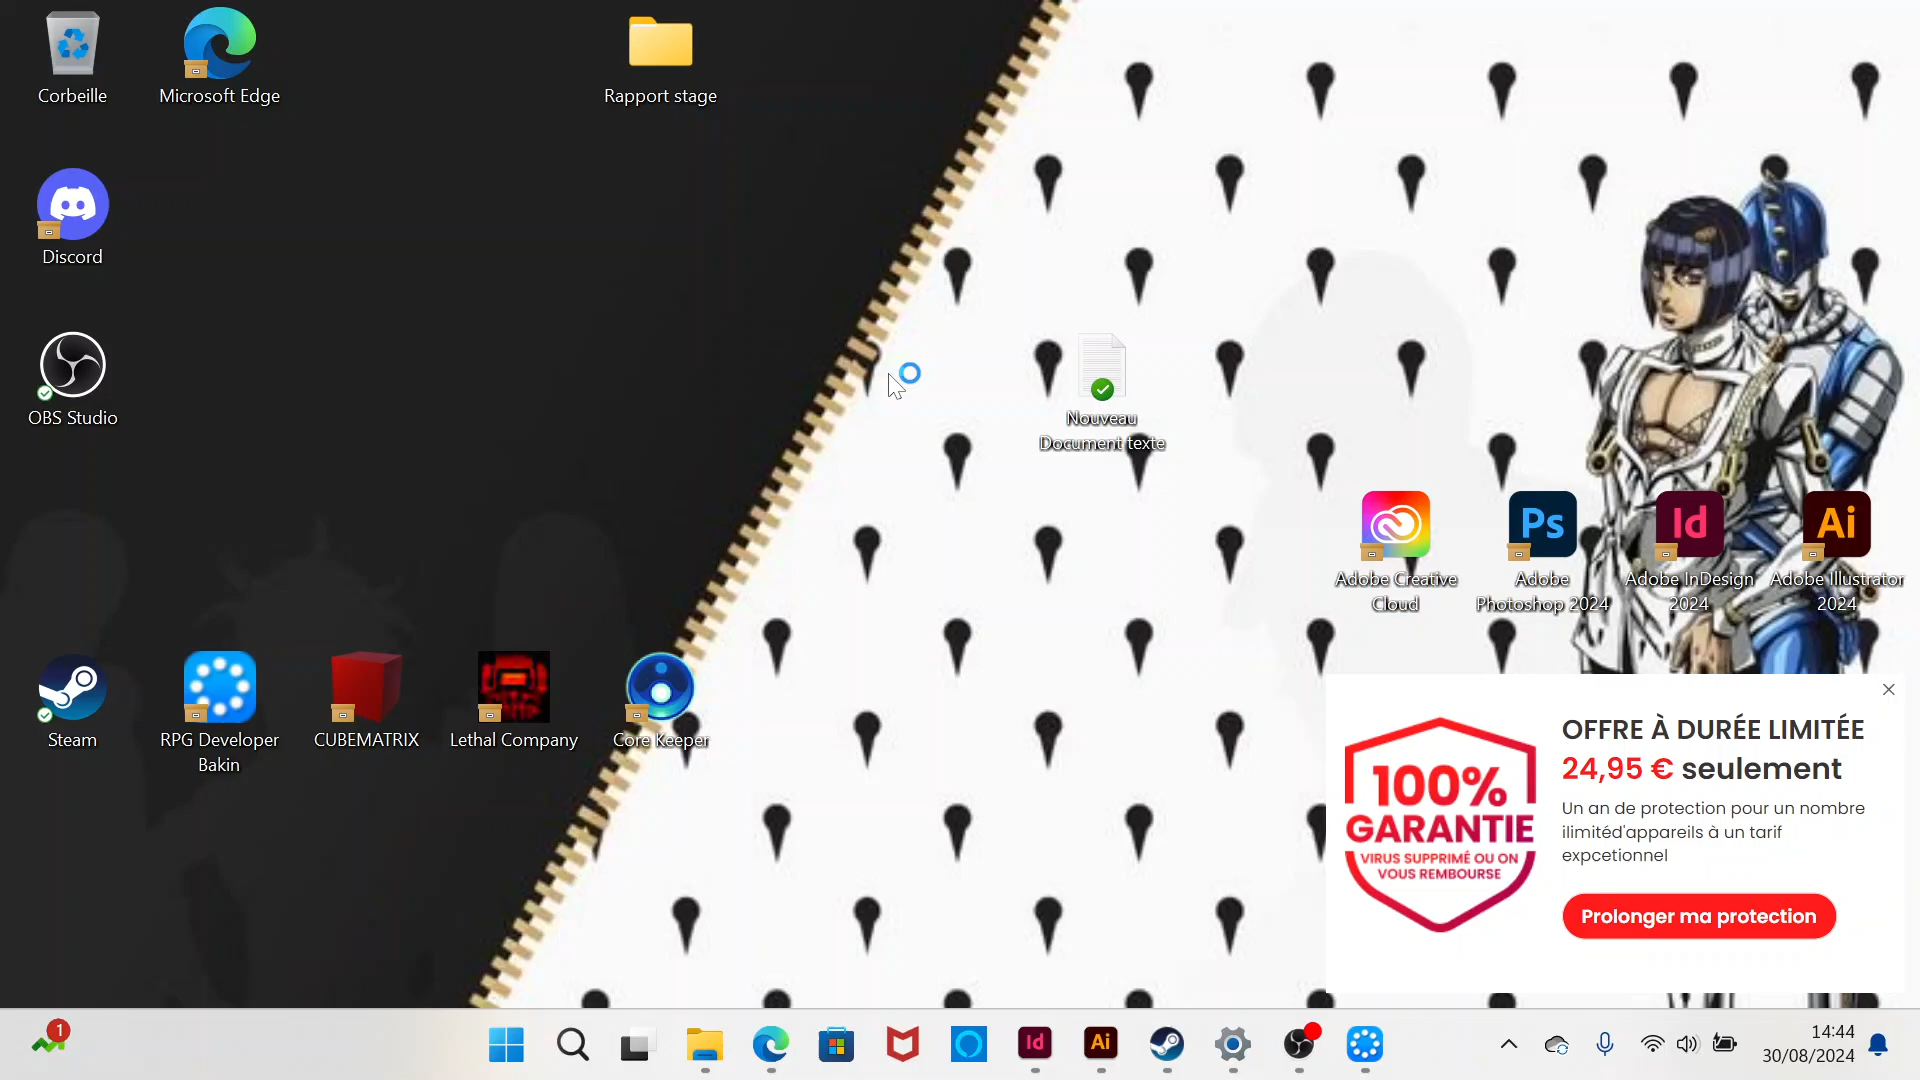 Corbeille
Microsoft Edge
Rapport stage
Discord
OBS Studio
Nouveau
Document texte
Ps
Id
Ai
Adobe Creative
Cloud
Adobe
Photoshop 2024
Adobe InDesign
2024
Adobe Illustrator
2024
Steam
RPG Developer
Bakin
CUBEMATRIX
Lethal Company
Core Keeper
100%
GARANTIE
VIRUS SUPPRIMÉ OU ON
VOUS REMBOURSE
OFFRE À DURÉE LIMITÉE
24,95 € seulement
Un an de protection pour un nombre
ilimitéd'appareils à un tarif
expcetionnel
Prolonger ma protection
1
Id
Ai
14:44
30/08/2024